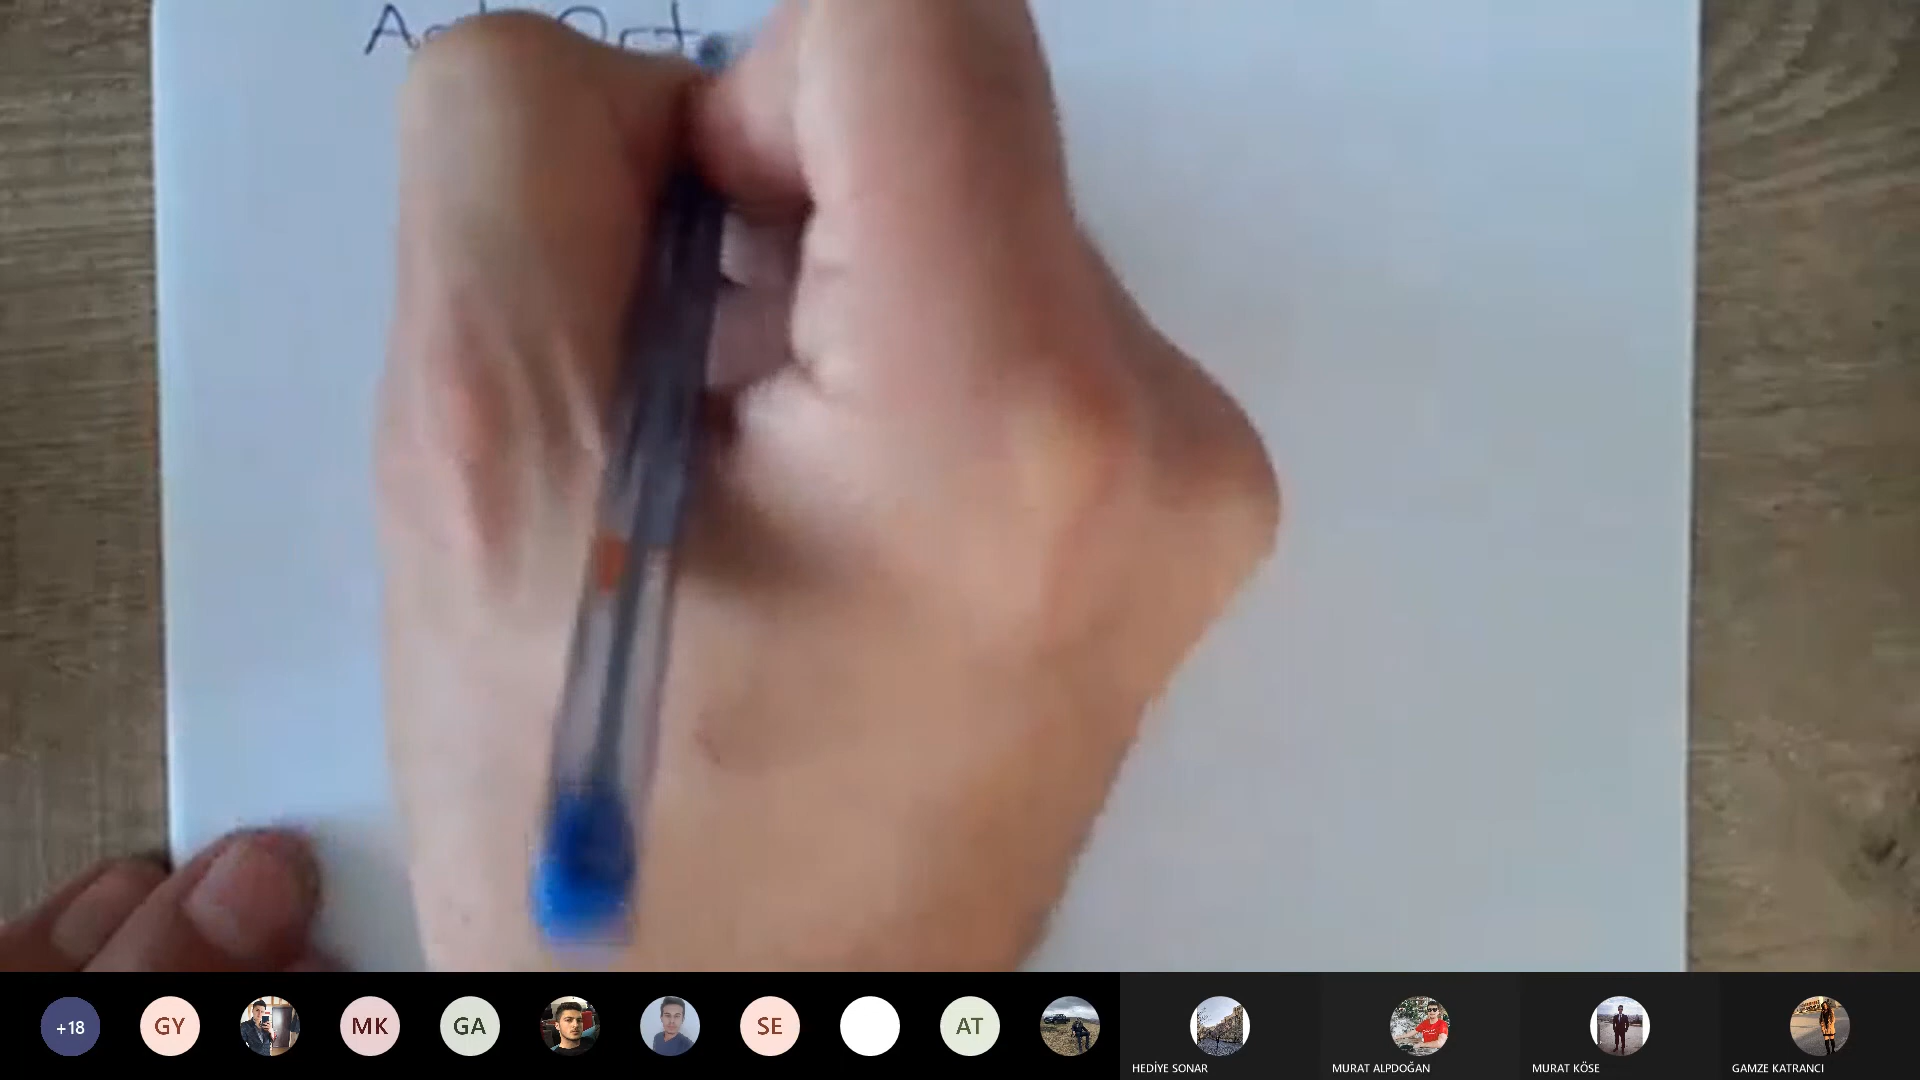 +18 GY MK GA SE AT
HEDİYE SONAR MURAT ALPDOĞAN MURAT KÖSE GAMZE KATRANCI